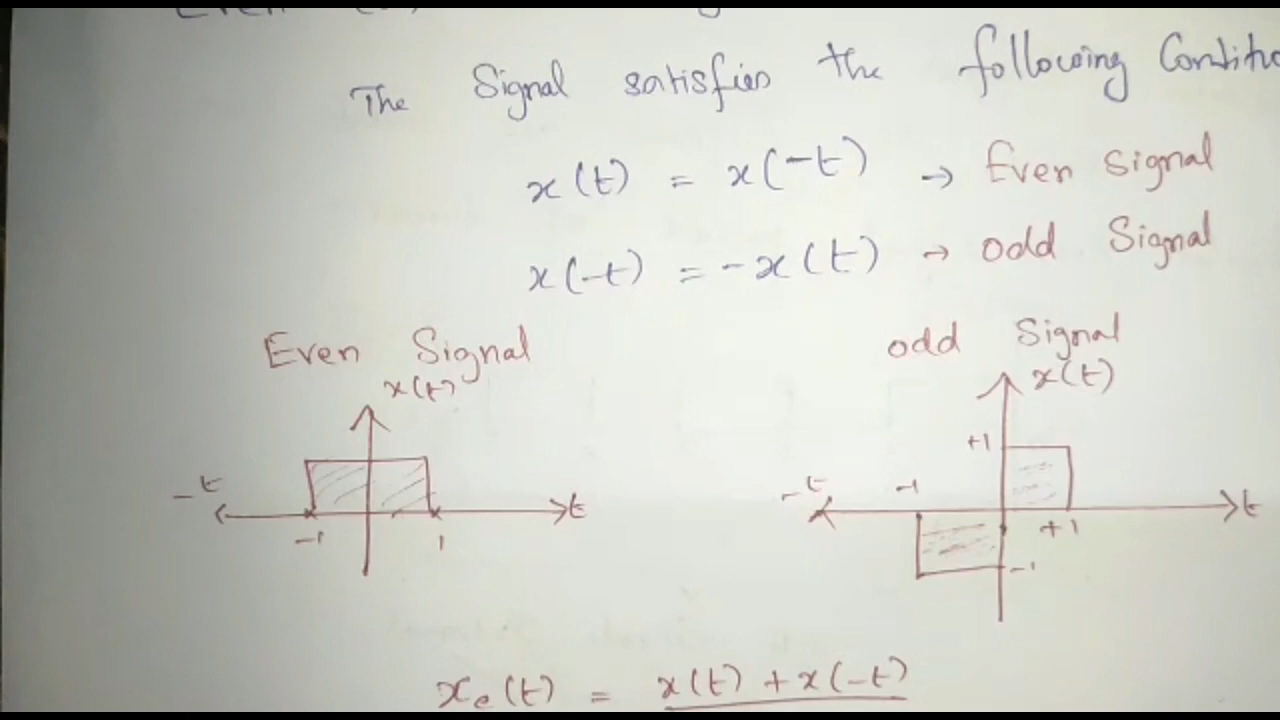 The Signal satisfies the following
x(t) = x(-t) → Even Signal
x(-t) = -x(t) → odd Signal
Even Signal
x(t)
-t
t
-1
1
odd Signal
x(t)
+1
-t
-1
t
+1
-1
xe(t) = x(t) + x(-t)